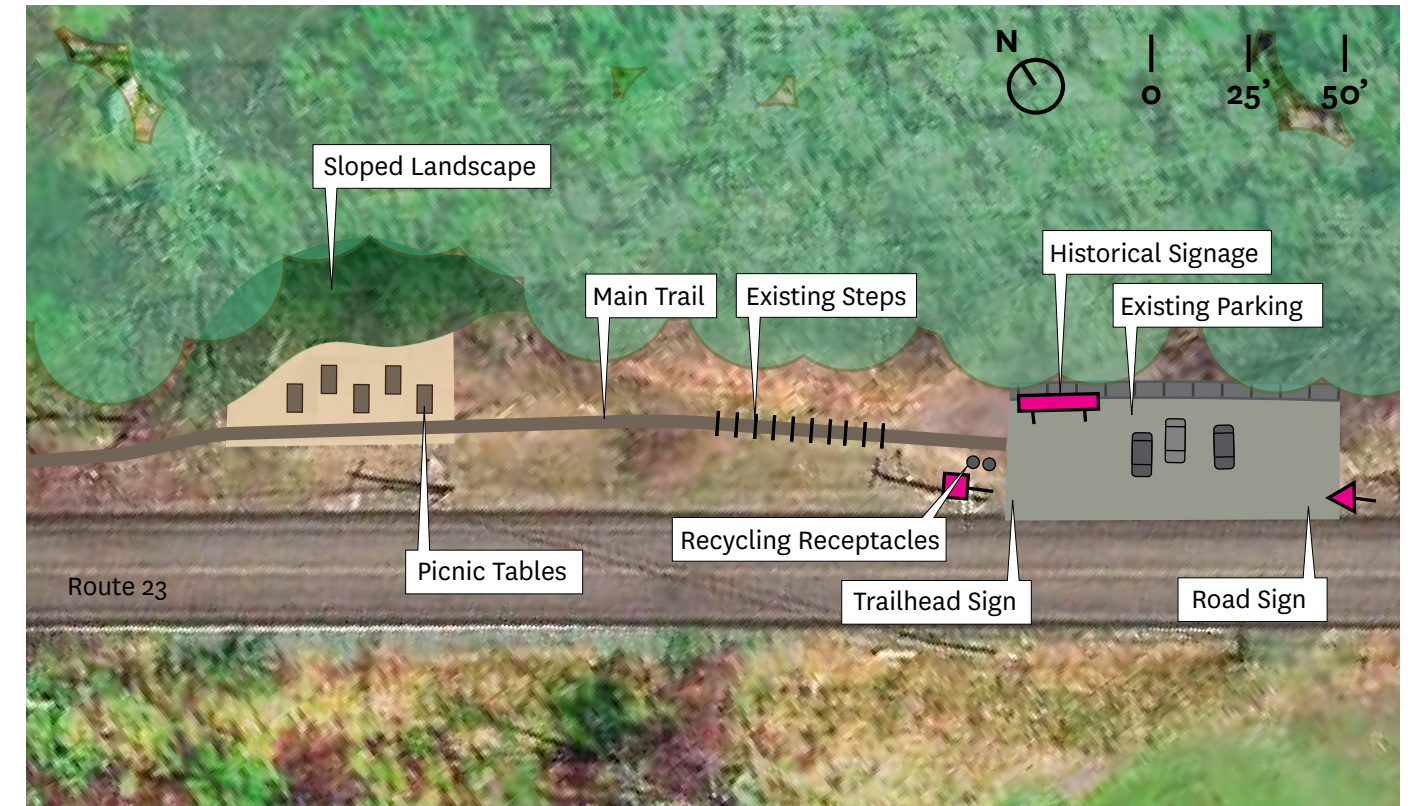 N
0 25’ 50’
Sloped Landscape
Historical Signage
Main Trail
Existing Steps
Existing Parking
Recycling Receptacles
Picnic Tables
Route 23
Trailhead Sign
Road Sign